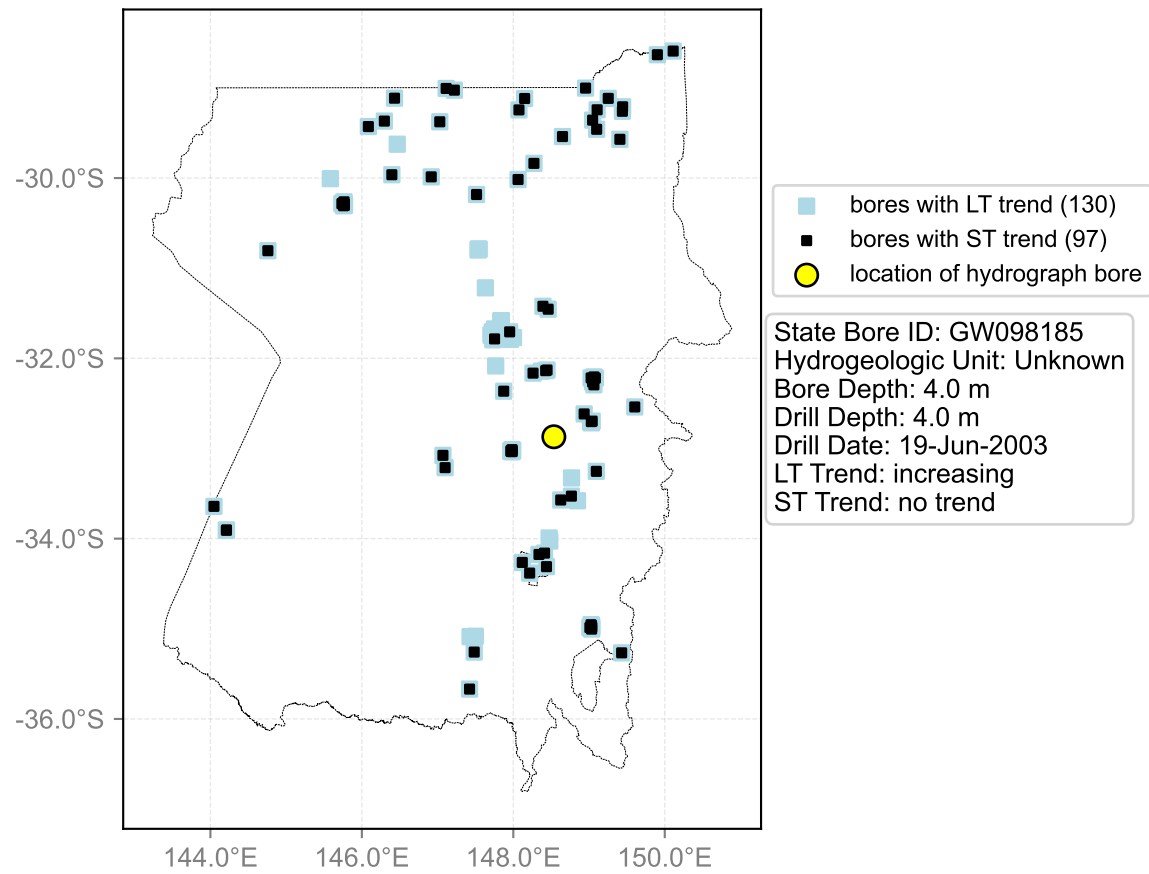 -30.0°S
-32.0°S
-34.0°S
-36.0°S
144.0°E
146.0°E
148.0°E
150.0°E
bores with LT trend (130)
bores with ST trend (97)
location of hydrograph bore
State Bore ID: GW098185
Hydrogeologic Unit: Unknown
Bore Depth: 4.0 m
Drill Depth: 4.0 m
Drill Date: 19-Jun-2003
LT Trend: increasing
ST Trend: no trend